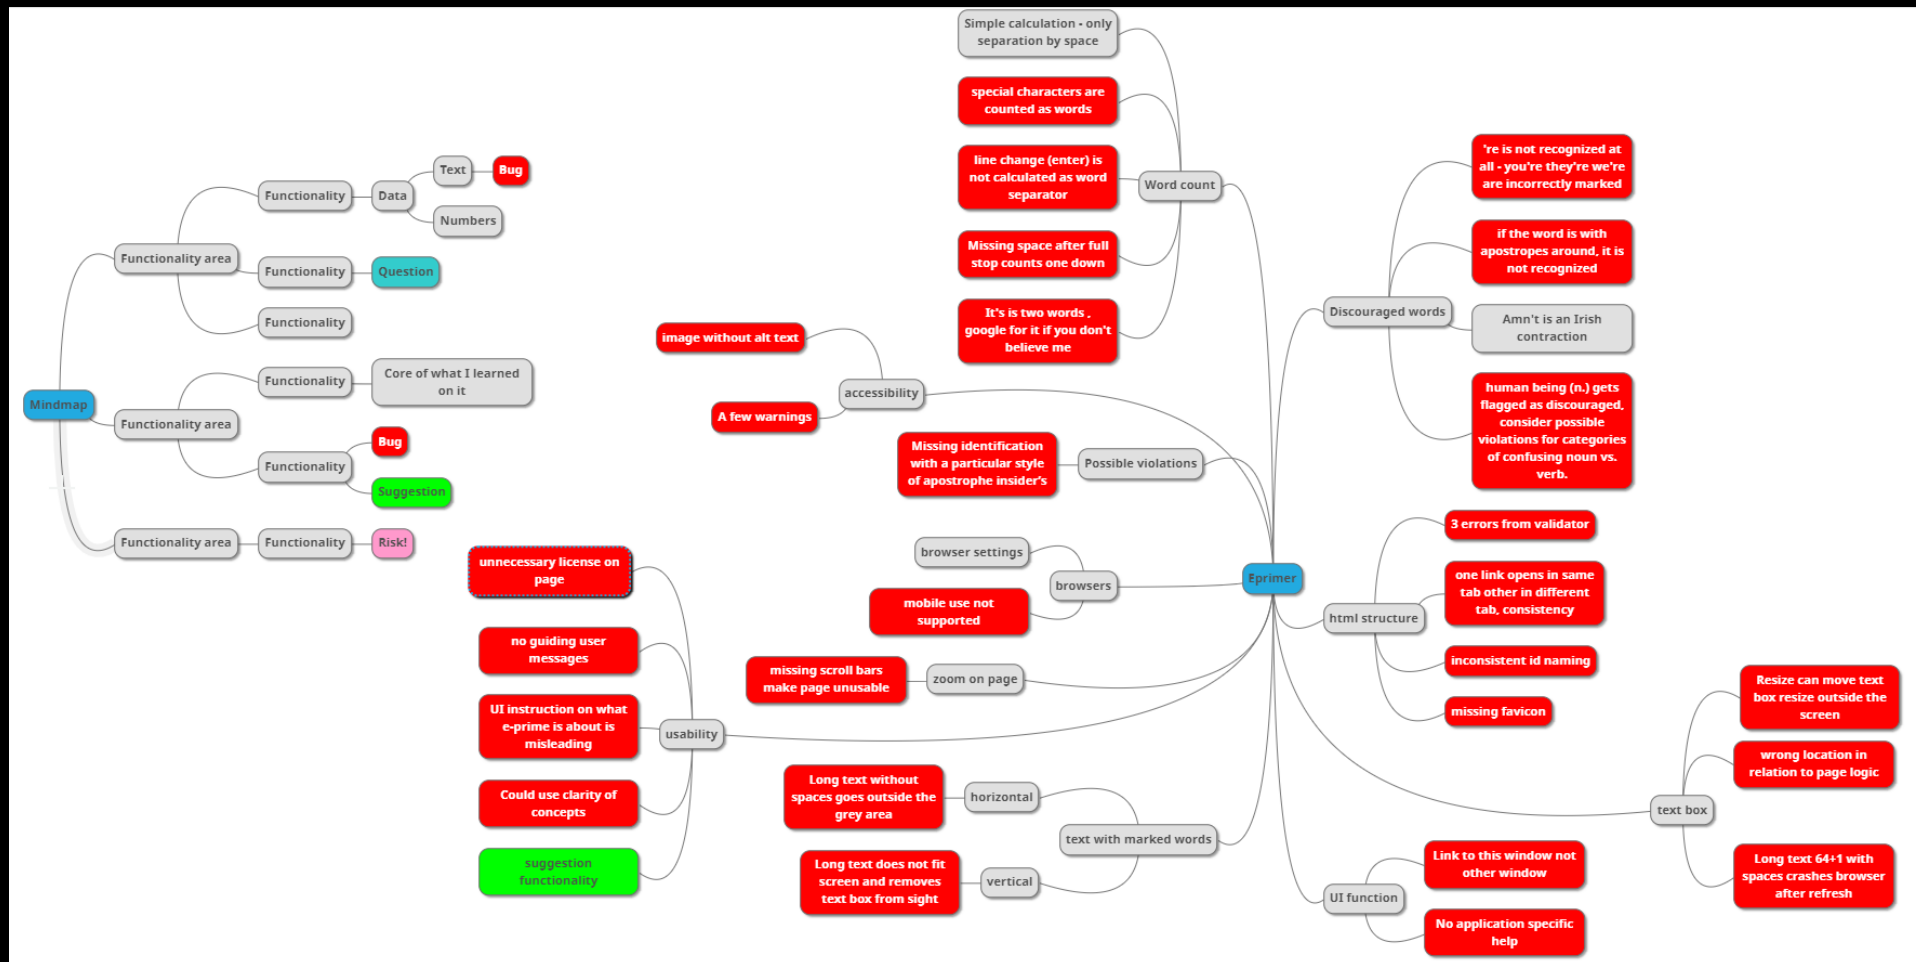 Mindmap
Functionality area
Functionality
Data
Text
Bug
Numbers
Functionality
Question
Functionality
Functionality area
Functionality
Core of what I learned
on it
Functionality
Bug
Suggestion
Functionality area
Functionality
Risk!
Eprimer
Word count
Simple calculation - only
separation by space
special characters are
counted as words
line change (enter) is
not calculated as word
separator
Missing space after full
stop counts one down
It's is two words ,
google for it if you don't
believe me
accessibility
image without alt text
A few warnings
Possible violations
Missing identification
with a particular style
of apostrophe insider's
browsers
browser settings
mobile use not
supported
zoom on page
missing scroll bars
make page unusable
usability
unnecessary license on
page
no guiding user
messages
UI instruction on what
e-prime is about is
misleading
Could use clarity of
concepts
suggestion
functionality
text with marked words
horizontal
Long text without
spaces goes outside the
grey area
vertical
Long text does not fit
screen and removes
text box from sight
Discouraged words
're is not recognized at
all - you're they're we're
are incorrectly marked
if the word is with
apostropes around, it is
not recognized
Amn't is an Irish
contraction
human being (n.) gets
flagged as discouraged,
consider possible
violations for categories
of confusing noun vs.
verb.
html structure
3 errors from validator
one link opens in same
tab other in different
tab, consistency
inconsistent id naming
missing favicon
text box
Resize can move text
box resize outside the
screen
wrong location in
relation to page logic
Long text 64+1 with
spaces crashes browser
after refresh
UI function
Link to this window not
other window
No application specific
help